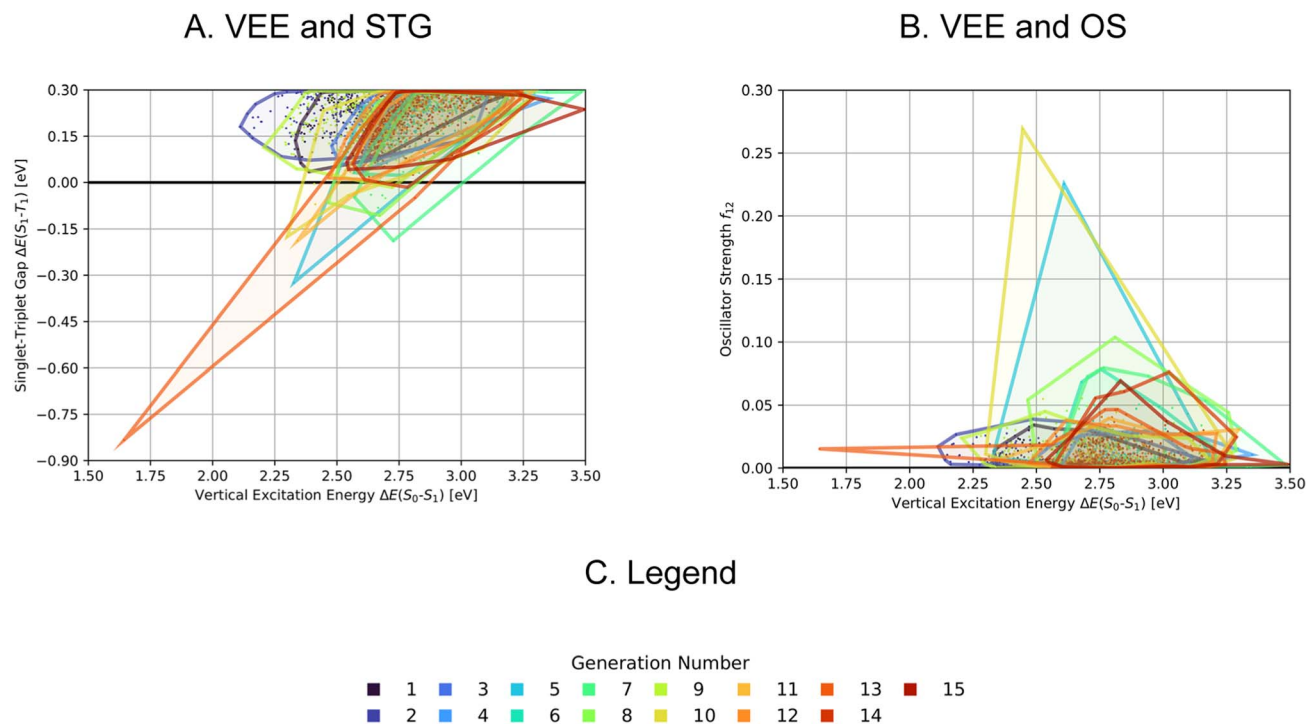 A. VEE and STG
B. VEE and OS
0.30
0.15
0.00
−0.15
−0.30
−0.45
−0.60
−0.75
−0.90
Singlet-Triplet Gap ΔE(S₁-T₁) [eV]
1.50 1.75 2.00 2.25 2.50 2.75 3.00 3.25 3.50
Vertical Excitation Energy ΔE(S₀-S₁) [eV]
0.30
0.25
0.20
0.15
0.10
0.05
0.00
Oscillator Strength f₁₂
1.50 1.75 2.00 2.25 2.50 2.75 3.00 3.25 3.50
Vertical Excitation Energy ΔE(S₀-S₁) [eV]
C. Legend
Generation Number
1 3 5 7 9 11 13 15
2 4 6 8 10 12 14